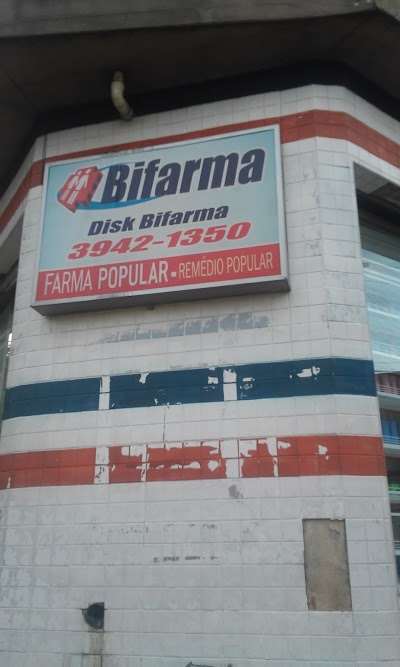 Bifarma
Disk Bifarma
3942-1350
FARMA POPULAR - REMÉDIO POPULAR